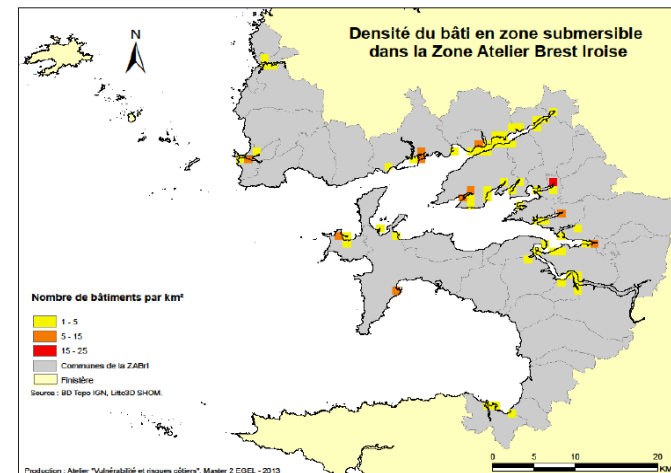 Densité du bâti en zone submersible
dans la Zone Atelier Brest Iroise
N
Nombre de bâtiments par km²
1 - 5
5 - 15
15 - 25
Communes de la ZABrI
Finistère
Source : BD Topo IGN, Litto3D SHOM.
0 10 20
KM
Production : Atelier "Vulnérabilité et risques côtiers", Master 2 EGEL - 2013